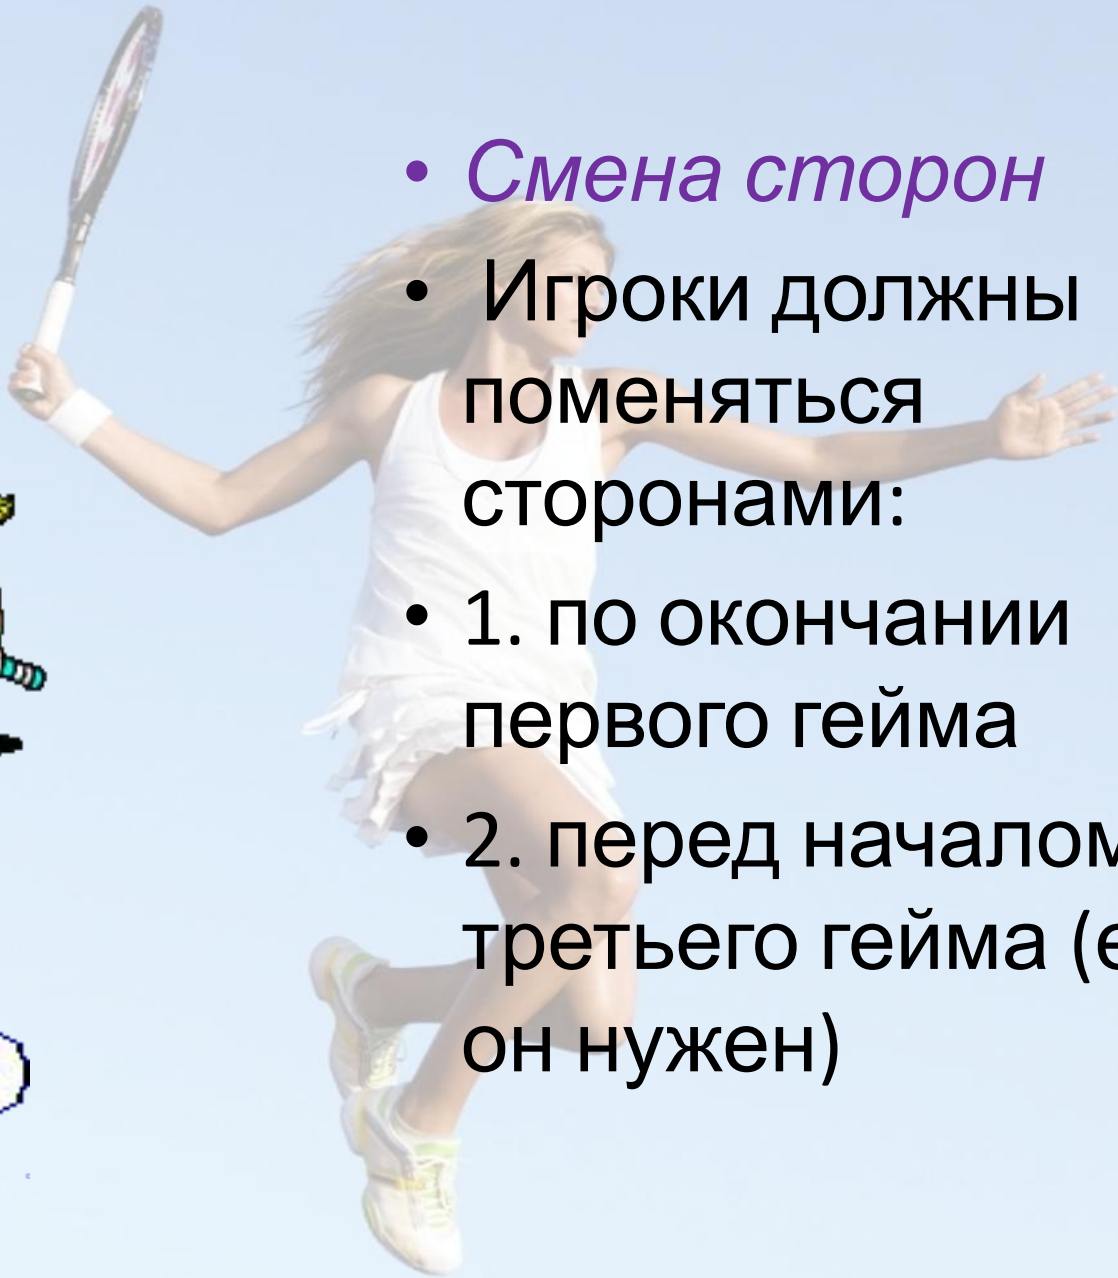 • Смена сторон
• Игроки должны
поменяться
сторонами:
• 1. по окончании
первого гейма
• 2. перед началом
третьего гейма (
он нужен)